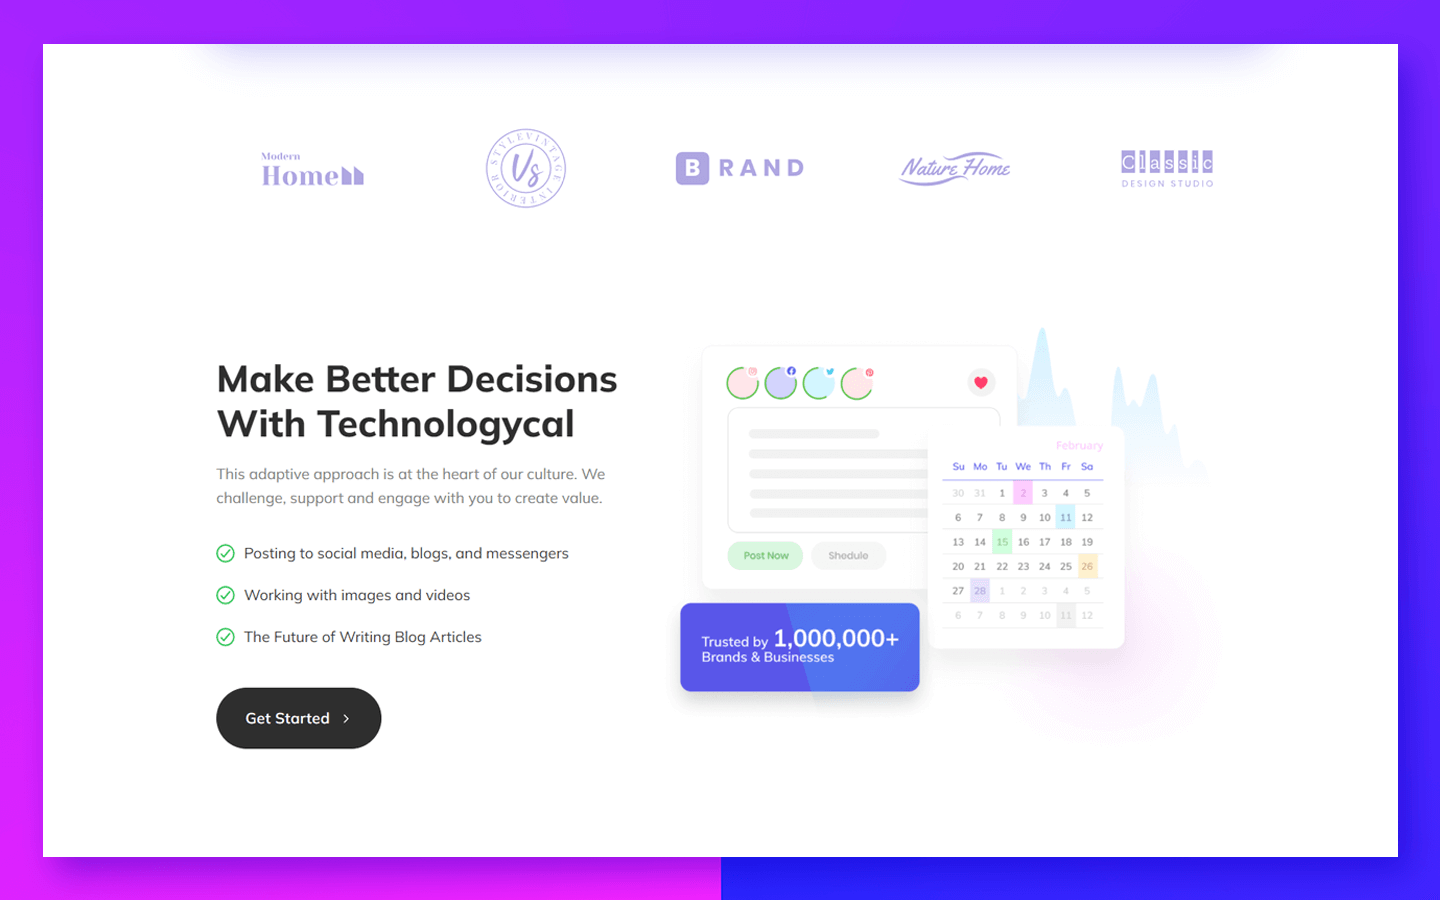 Modern
Home
STYLEVINTAGE INTERIOR
Vs
B RAND
Nature Home
Classic
DESIGN STUDIO
Make Better Decisions
With Technologycal
This adaptive approach is at the heart of our culture. We
challenge, support and engage with you to create value.
Posting to social media, blogs, and messengers
Working with images and videos
The Future of Writing Blog Articles
Get Started
Post Now
Shedule
February
Su Mo Tu We Th Fr Sa
30 31 1 2 3 4 5
6 7 8 9 10 11 12
13 14 15 16 17 18 19
20 21 22 23 24 25 26
27 28 1 2 3 4 5
6 7 8 9 10 11 12
Trusted by 1,000,000+
Brands & Businesses